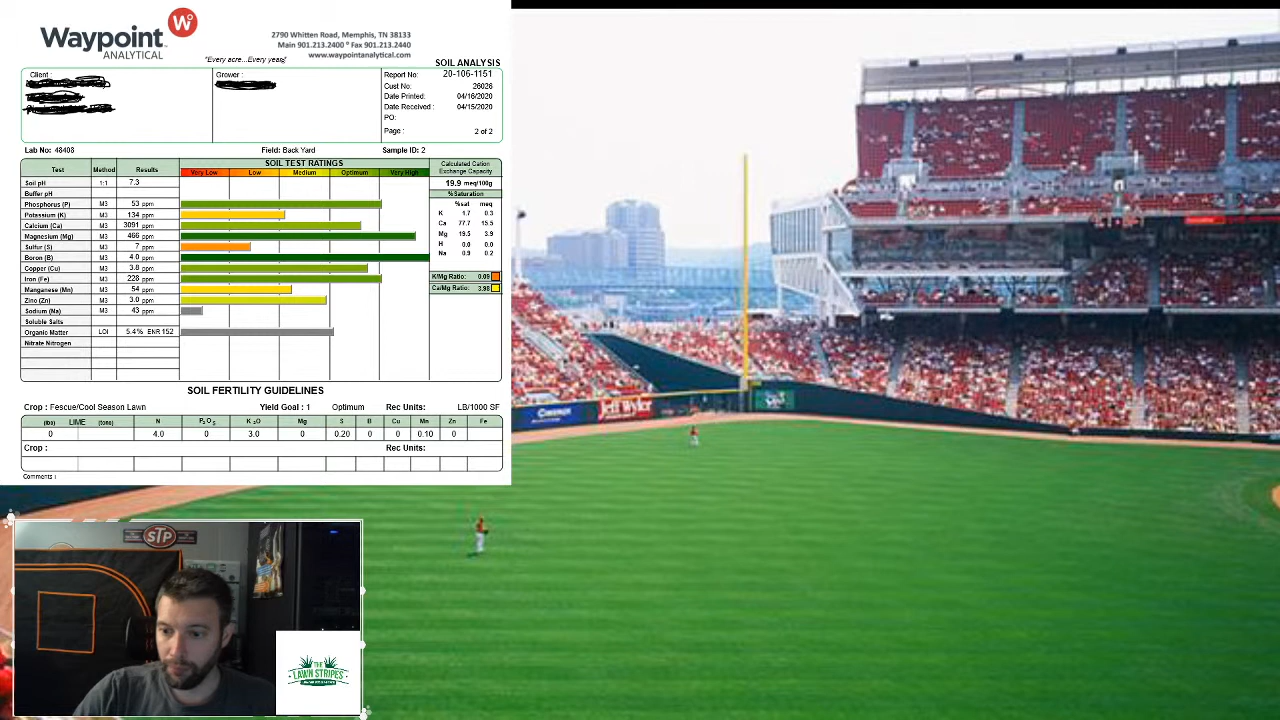 Waypoint
ANALYTICAL
"Every acre...Every year."
2790 Whitten Road, Memphis, TN 38133
Main 901.213.2400 ° Fax 901.213.2440
www.waypointanalytical.com
SOIL ANALYSIS
Client :
Grower :
Report No: 20-106-1151
Cust No: 26026
Date Printed: 04/16/2020
Date Received : 04/15/2020
PO:
Page : 2 of 2
Lab No: 48408 Field: Back Yard Sample ID: 2
Test Method Results SOIL TEST RATINGS
Very Low Low Medium Optimum Very High
Calculated Cation
Exchange Capacity
19.9 meq/100g
%Saturation
%sat meq
K 1.7 0.3
Ca 77.7 15.5
Mg 19.5 3.9
H 0.0 0.0
Na 0.9 0.2
K/Mg Ratio: 0.09
Ca/Mg Ratio: 3.98
Soil pH 1:1 7.3
Buffer pH
Phosphorus (P) M3 53 ppm
Potassium (K) M3 134 ppm
Calcium (Ca) M3 3091 ppm
Magnesium (Mg) M3 466 ppm
Sulfur (S) M3 7 ppm
Boron (B) M3 4.0 ppm
Copper (Cu) M3 3.8 ppm
Iron (Fe) M3 228 ppm
Manganese (Mn) M3 54 ppm
Zinc (Zn) M3 3.0 ppm
Sodium (Na) M3 43 ppm
Soluble Salts
Organic Matter LOI 5.4% ENR 152
Nitrate Nitrogen
SOIL FERTILITY GUIDELINES
Crop : Fescue/Cool Season Lawn Yield Goal : 1 Optimum Rec Units: LB/1000 SF
(lbs) LIME (tons) N P2O5 K2O Mg S B Cu Mn Zn Fe
0 4.0 0 3.0 0 0.20 0 0 0.10 0
Crop : Rec Units:
Comments :
Jeff Wyler
STP
THE
LAWN STRIPES